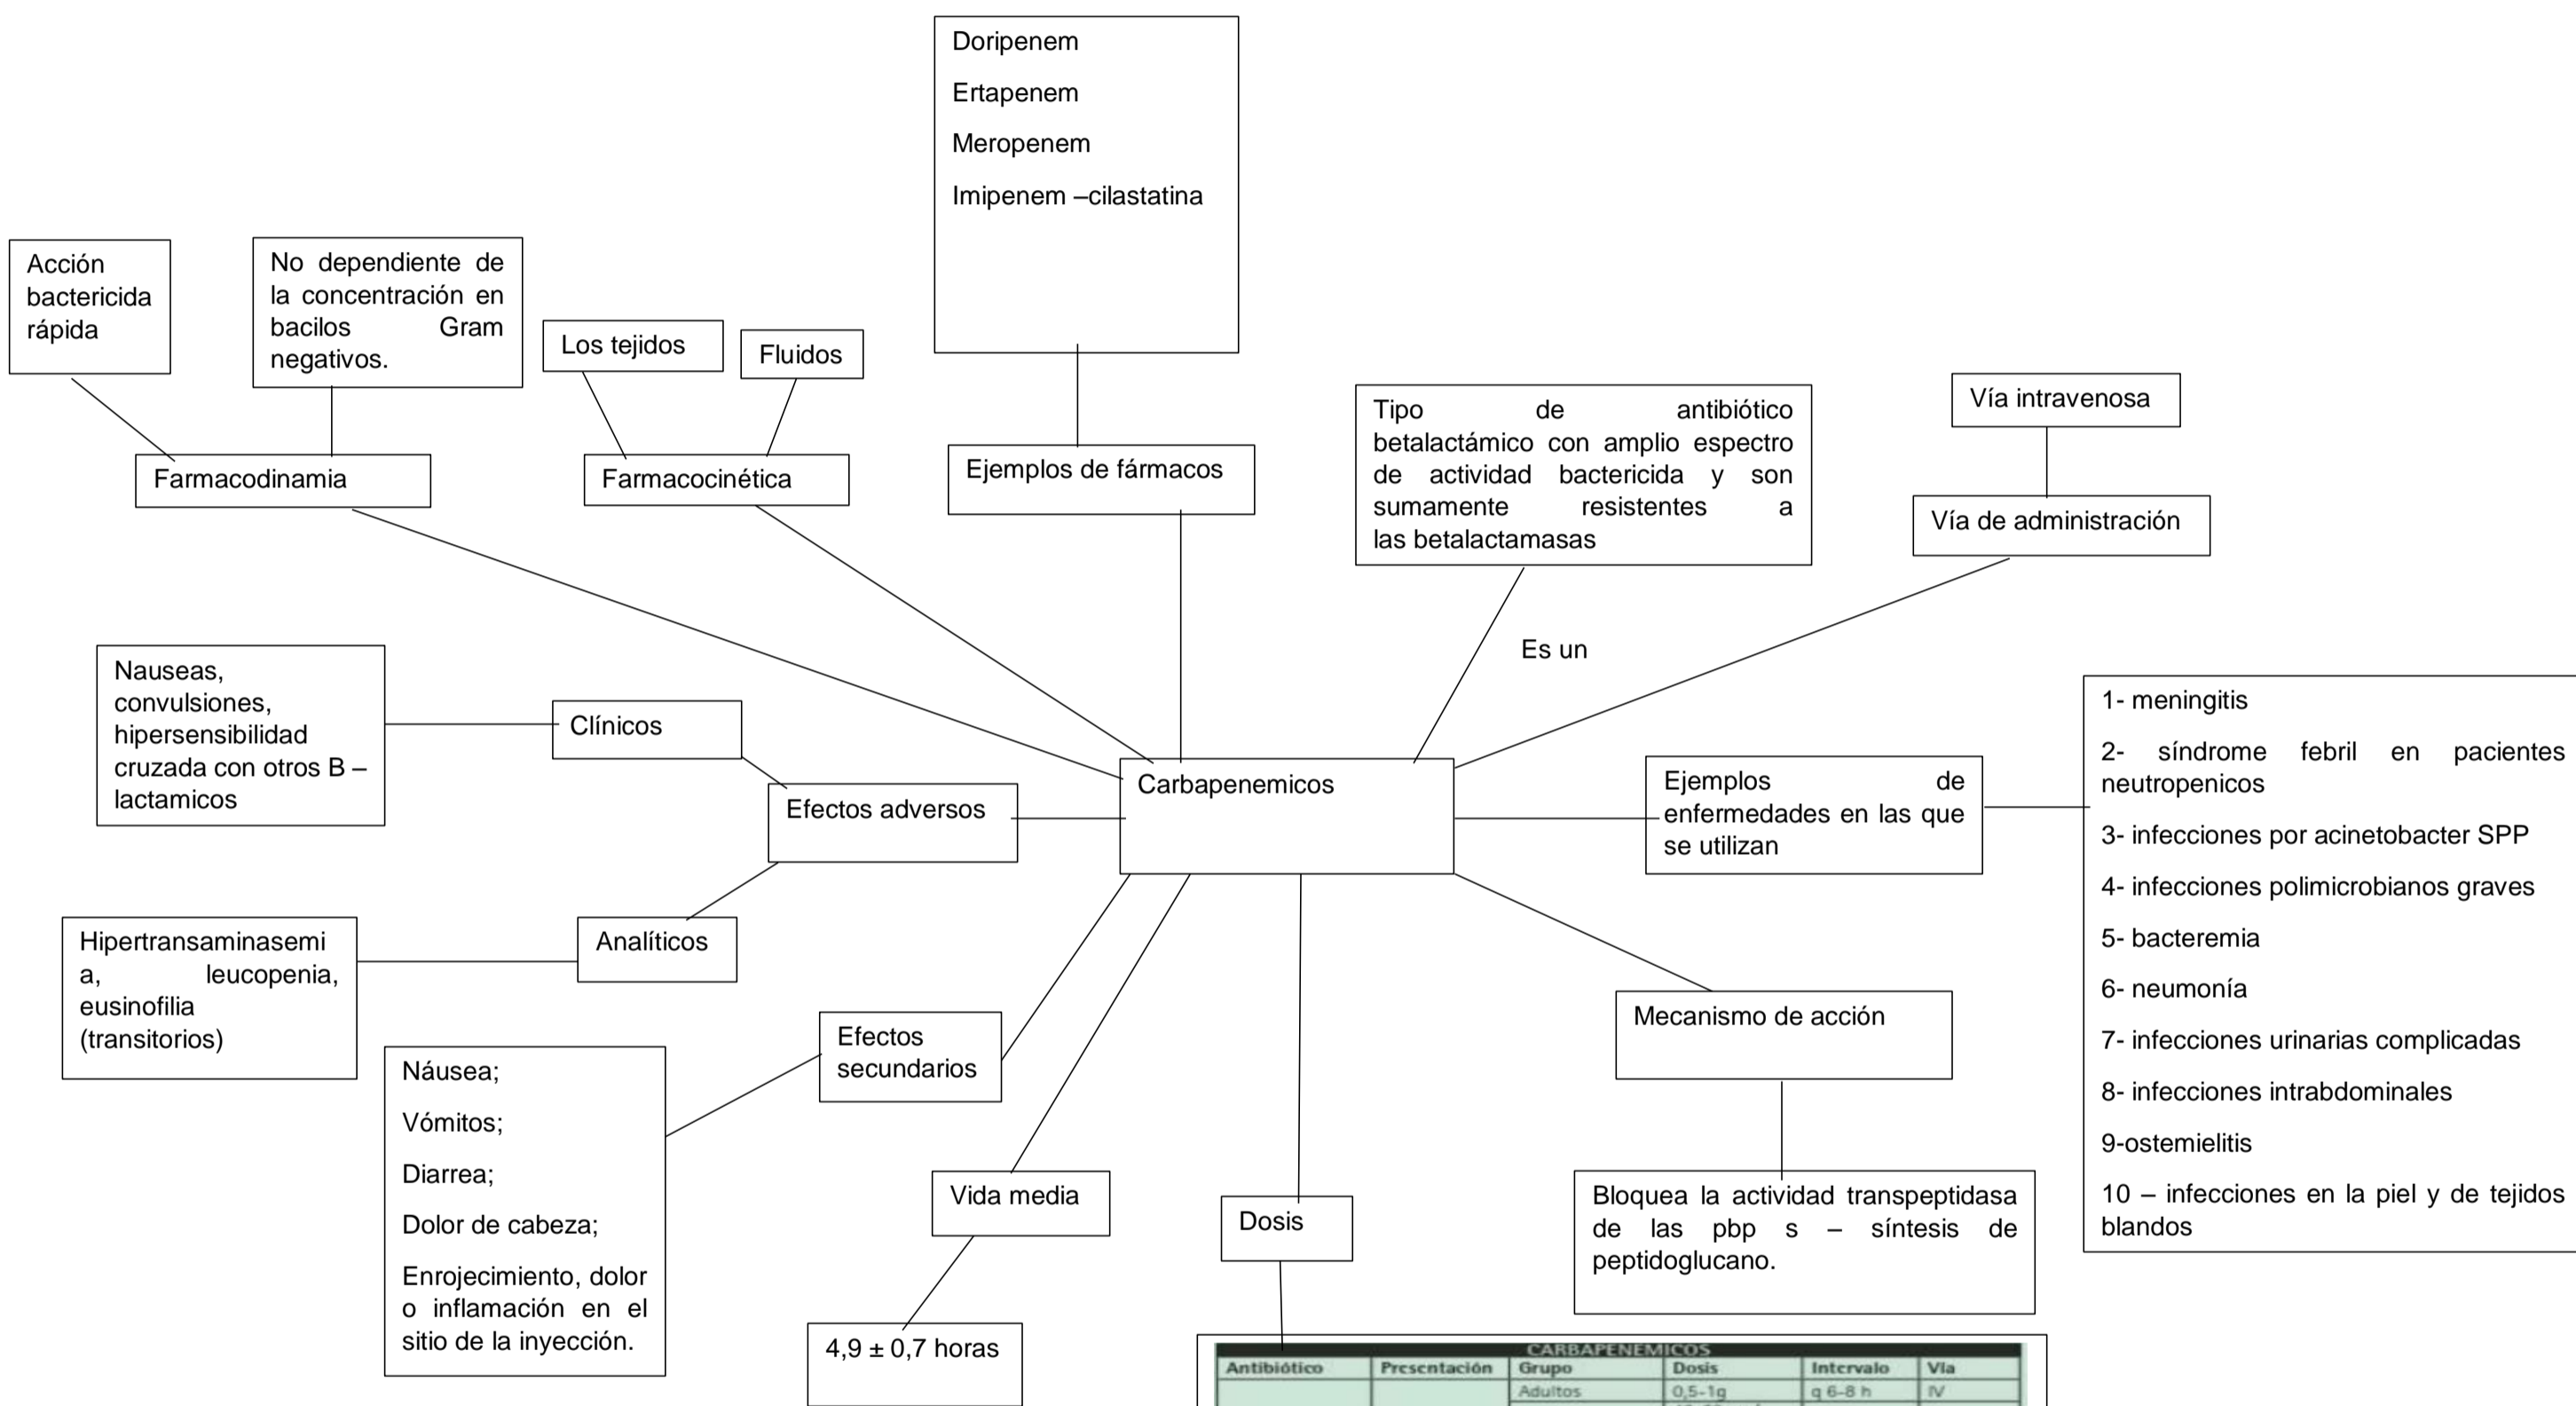 Doripenem
Ertapenem
Meropenem
Imipenem –cilastatina
Acción
bactericida
rápida
No dependiente de
la concentración en
bacilos Gram
negativos.
Los tejidos
Fluidos
Farmacodinamia
Farmacocinética
Ejemplos de fármacos
Tipo de antibiótico
betalactámico con amplio espectro
de actividad bactericida y son
sumamente resistentes a
las betalactamasas
Vía intravenosa
Vía de administración
Es un
Nauseas,
convulsiones,
hipersensibilidad
cruzada con otros B –
lactamicos
Clínicos
Efectos adversos
Carbapenemicos
Ejemplos de
enfermedades en las que
se utilizan
1- meningitis
2- síndrome febril en pacientes
neutropenicos
3- infecciones por acinetobacter SPP
4- infecciones polimicrobianos graves
5- bacteremia
6- neumonía
7- infecciones urinarias complicadas
8- infecciones intrabdominales
9-ostemielitis
10 – infecciones en la piel y de tejidos
blandos
Hipertransaminasemi
a, leucopenia,
eusinofilia
(transitorios)
Analíticos
Efectos
secundarios
Náusea;
Vómitos;
Diarrea;
Dolor de cabeza;
Enrojecimiento, dolor
o inflamación en el
sitio de la inyección.
Vida media
4,9 ± 0,7 horas
Dosis
Mecanismo de acción
Bloquea la actividad transpeptidasa
de las pbp s – síntesis de
peptidoglucano.
CARBAPENEMICOS
Antibiótico Presentación Grupo Dosis Intervalo Vía
Adultos 0,5-1g q 6-8 h IV